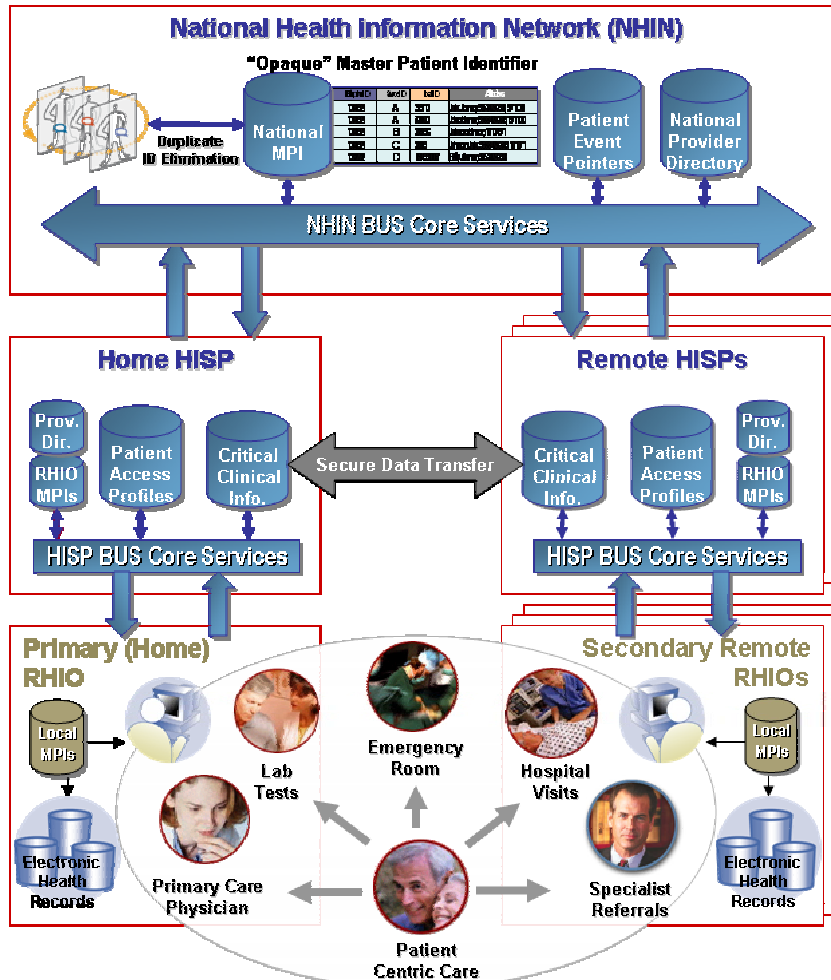 National Health information Network (NHIN)
“Opaque” Master Patient Identifier
Duplicate
ID Elimination
National
MPI
A
A
B
C
C
Patient
Event
Pointers
National
Provider
Directory
NHIN BUS Core Services
Home HISP
Prov.
Dir.
RHIO
MPIs
Patient
Access
Profiles
Critical
Clinical
Info.
HISP BUS Core Services
Secure Data Transfer
Remote HISPs
Critical
Clinical
Info.
Patient
Access
Profiles
Prov.
Dir.
RHIO
MPIs
HISP BUS Core Services
Primary (Home)
RHIO
Local
MPIs
Electronic
Health
Records
Lab
Tests
Emergency
Room
Hospital
Visits
Primary Care
Physician
Specialist
Referrals
Patient
Centric Care
Secondary Remote
RHIOs
Local
MPIs
Electronic
Health
Records